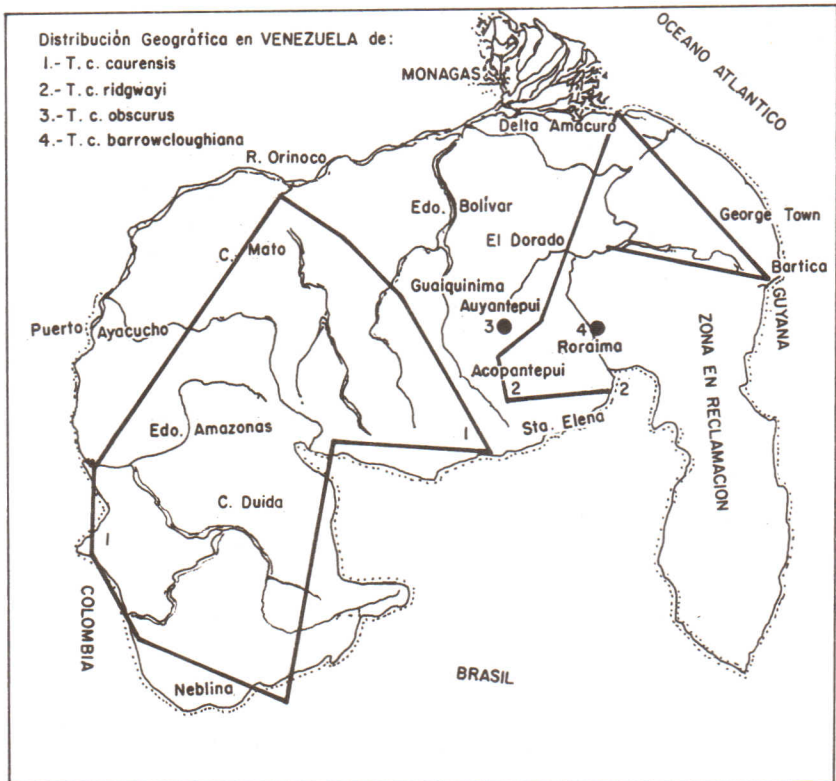 Distribución Geográfica en VENEZUELA de:
1.- T. c. caurensis
2.- T. c. ridgwayi
3.- T. c. obscurus
4.- T. c. barrowcloughiana
OCEANO ATLANTICO
MONAGAS
Delta Amacuro
R. Orinoco
Edo. Bolívar
George Town
El Dorado
C. Mato
Bartica
Guaiquinima
GUYANA
Auyantepui
Puerto Ayacucho
3
4
Roraima
ZONA EN RECLAMACION
Acopantepui
2
2
Edo. Amazonas
1
Sta. Elena
C. Duida
1
COLOMBIA
BRASIL
Neblina